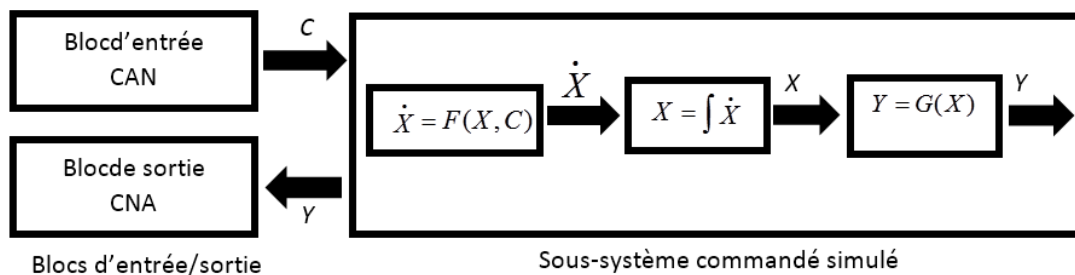 Blocd'entrée
CAN
C
Ẋ = F(X, C)
Ẋ
X = ∫ Ẋ
X
Y = G(X)
Y
Blocde sortie
CNA
Y
Blocs d'entrée/sortie
Sous-système commandé simulé